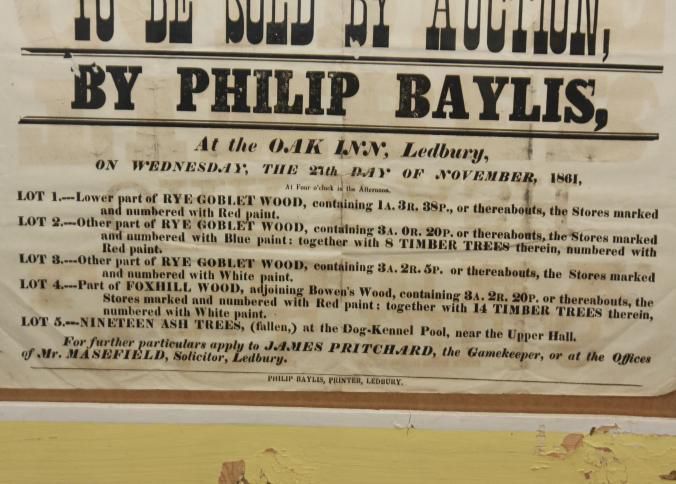 TO BE SOLD BY AUCTION,
BY PHILIP BAYLIS,
At the OAK INN, Ledbury,
ON WEDNESDAY, THE 27th DAY OF NOVEMBER, 1861,
At Four o'clock in the Afternoon.
LOT 1.---Lower part of RYE GOBLET WOOD, containing 1A. 3R. 38P., or thereabouts, the Stores marked
and numbered with Red paint.
LOT 2.---Other part of RYE GOBLET WOOD, containing 3A. 0R. 20P. or thereabouts, the Stores marked
and numbered with Blue paint: together with 8 TIMBER TREES therein, numbered with
Red paint.
LOT 3.---Other part of RYE GOBLET WOOD, containing 3A. 2R. 5P. or thereabouts, the Stores marked
and numbered with White paint.
LOT 4.---Part of FOXHILL WOOD, adjoining Bowen's Wood, containing 3A. 2R. 20P. or thereabouts, the
Stores marked and numbered with Red paint: together with 14 TIMBER TREES therein,
numbered with White paint.
LOT 5.---NINETEEN ASH TREES, (fallen,) at the Dog-Kennel Pool, near the Upper Hall.
For further particulars apply to JAMES PRITCHARD, the Gamekeeper, or at the Offices
of Mr. MASEFIELD, Solicitor, Ledbury.
PHILIP BAYLIS, PRINTER, LEDBURY.